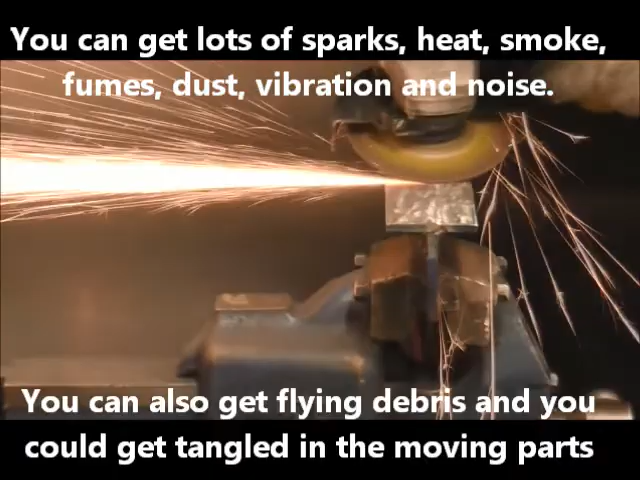 You can get lots of sparks, heat, smoke,
fumes, dust, vibration and noise.
You can also get flying debris and you
could get tangled in the moving parts